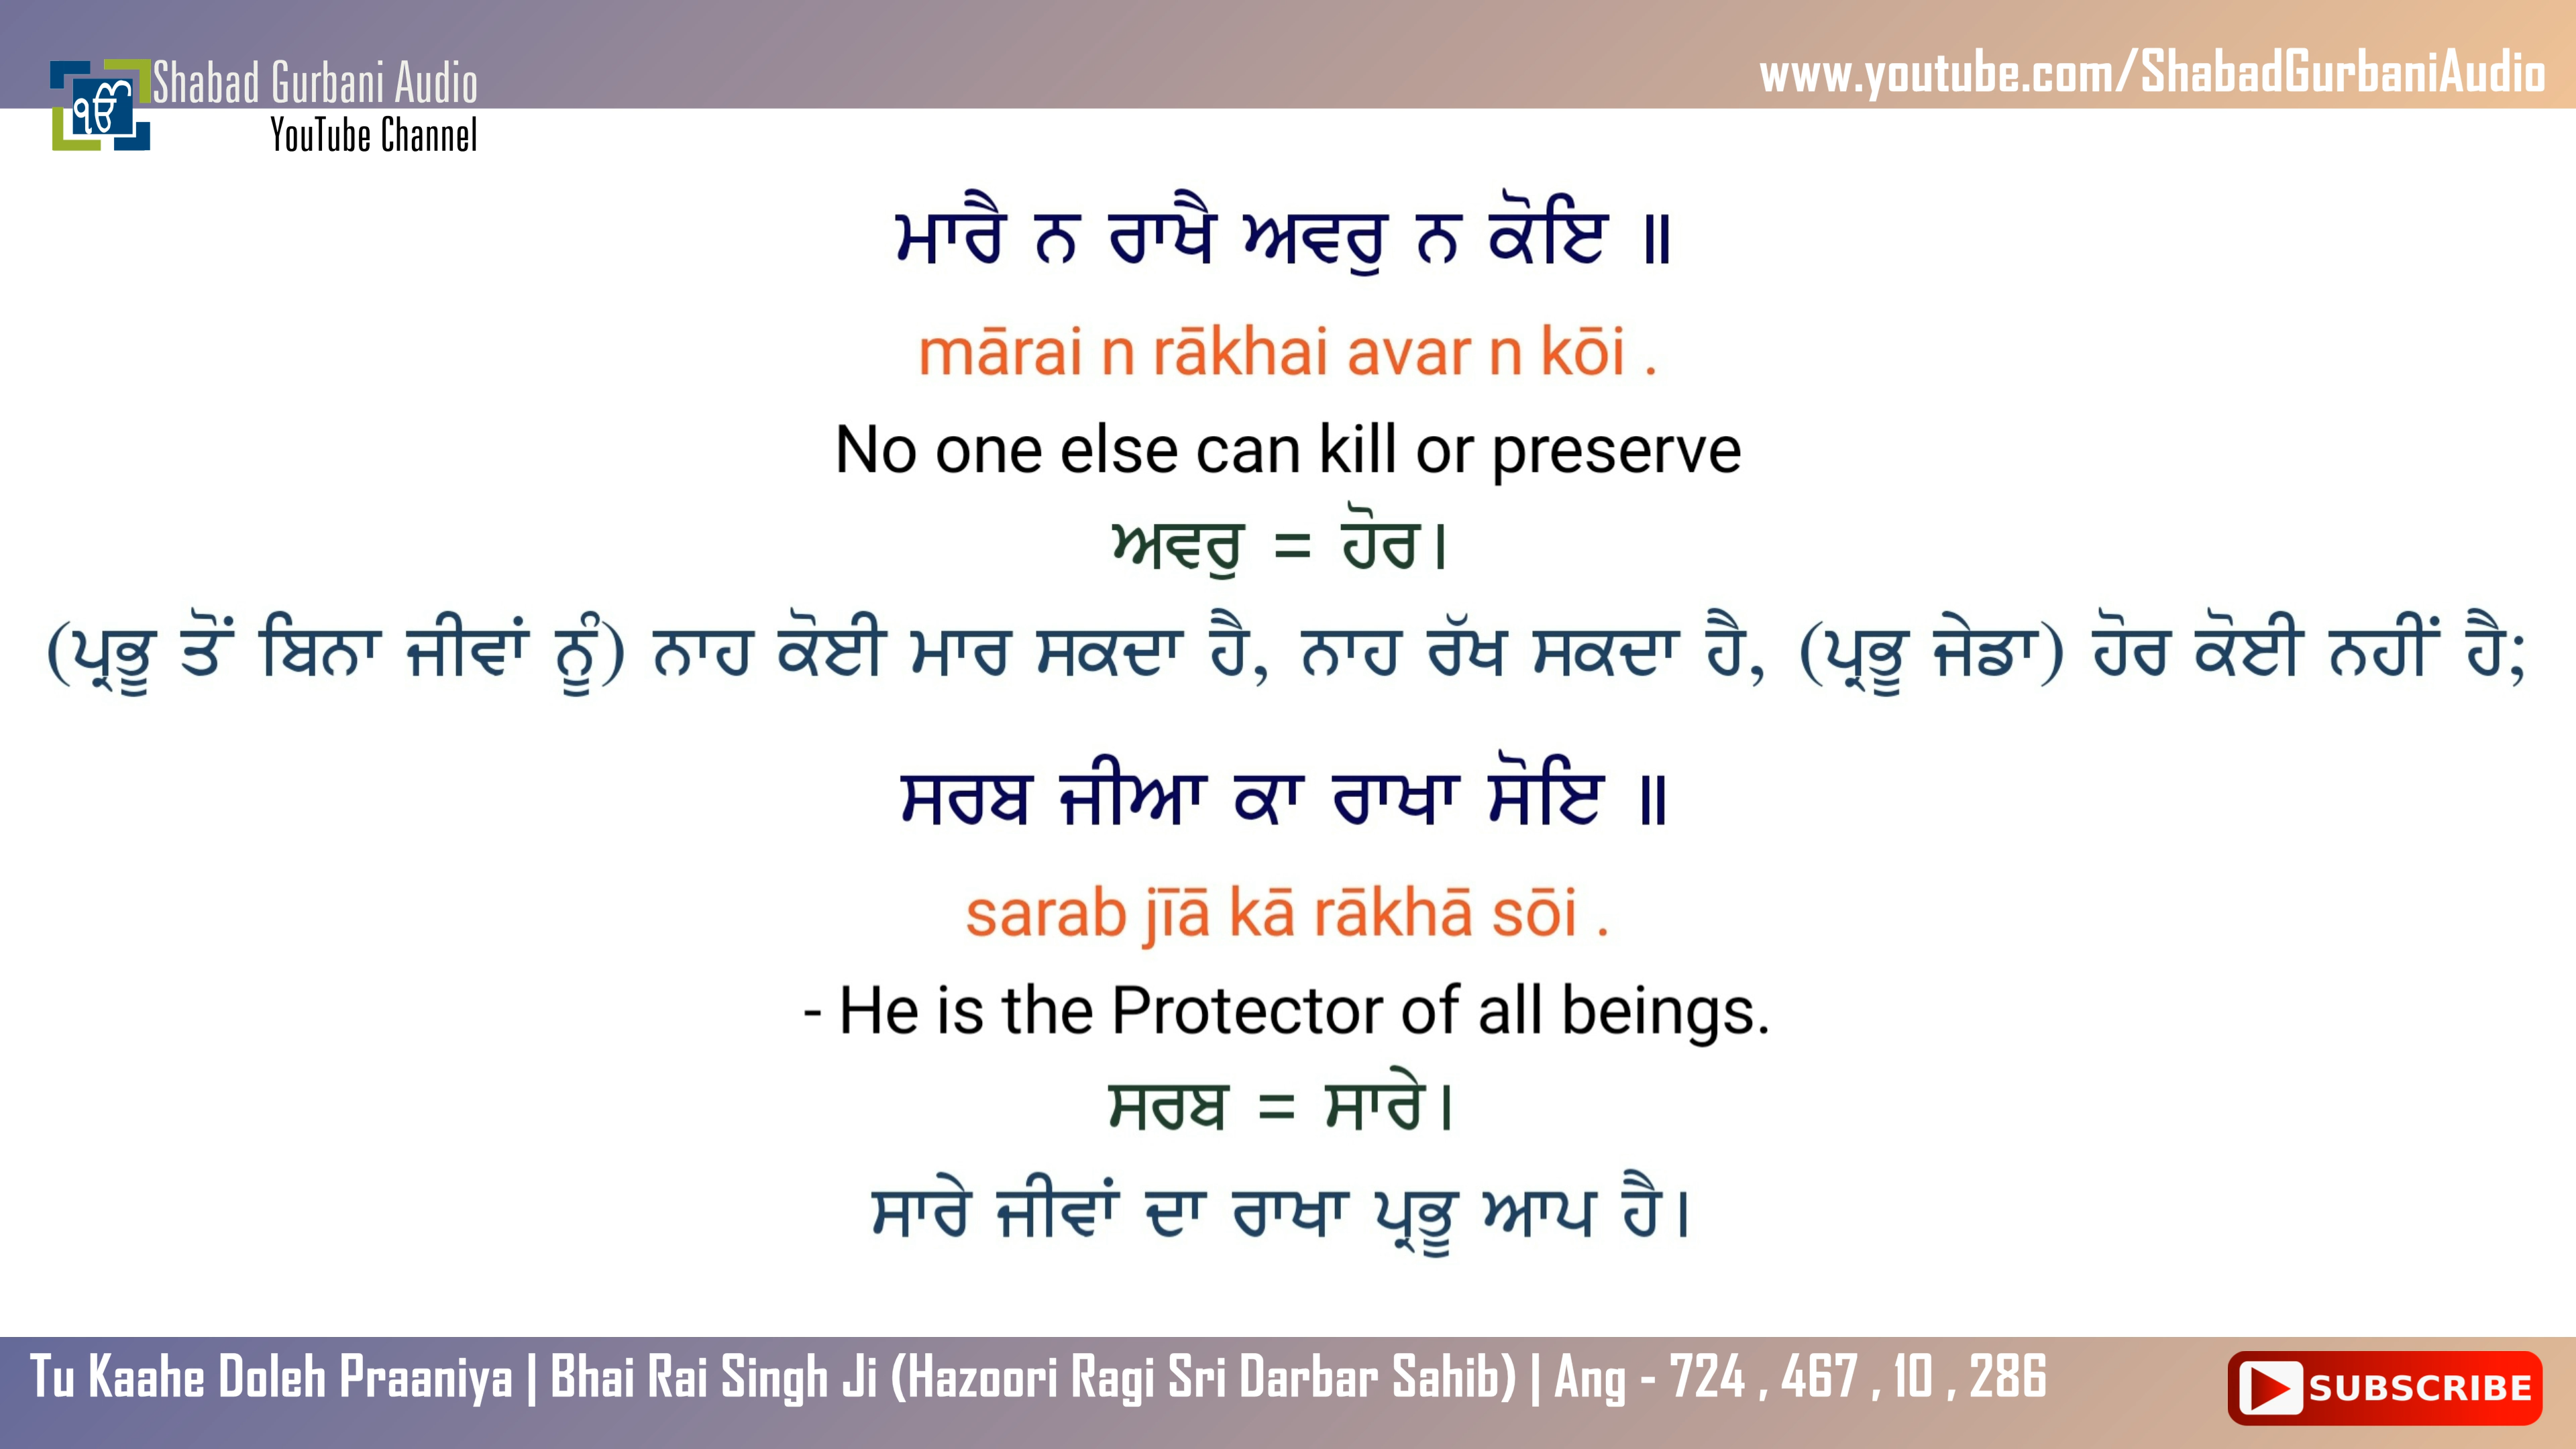 Shabad Gurbani Audio
YouTube Channel
www.youtube.com/ShabadGurbaniAudio
ੴ
ਮਾਰੈ ਨ ਰਾਖੈ ਅਵਰੁ ਨ ਕੋਇ ॥
mārai n rākhai avar n kōi .
No one else can kill or preserve
ਅਵਰੁ = ਹੋਰ।
(ਪ੍ਰਭੂ ਤੋਂ ਬਿਨਾ ਜੀਵਾਂ ਨੂੰ) ਨਾਹ ਕੋਈ ਮਾਰ ਸਕਦਾ ਹੈ, ਨਾਹ ਰੱਖ ਸਕਦਾ ਹੈ, (ਪ੍ਰਭੂ ਜੇਡਾ) ਹੋਰ ਕੋਈ ਨਹੀਂ ਹੈ;
ਸਰਬ ਜੀਆ ਕਾ ਰਾਖਾ ਸੋਇ ॥
sarab jīā kā rākhā sōi .
- He is the Protector of all beings.
ਸਰਬ = ਸਾਰੇ।
ਸਾਰੇ ਜੀਵਾਂ ਦਾ ਰਾਖਾ ਪ੍ਰਭੂ ਆਪ ਹੈ।
Tu Kaahe Doleh Praaniya | Bhai Rai Singh Ji (Hazoori Ragi Sri Darbar Sahib) | Ang - 724 , 467 , 10 , 286
SUBSCRIBE